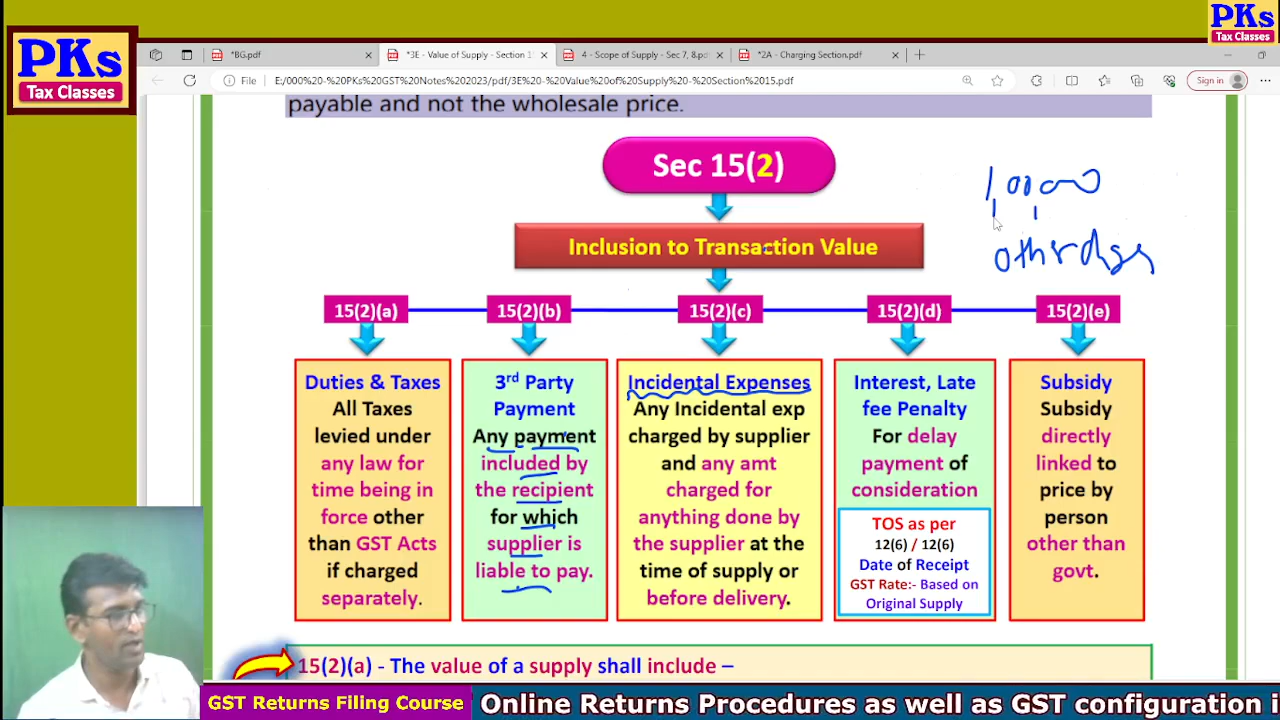 PKs
Tax Classes
PKs
Tax Classes
*BG.pdf
*3E - Value of Supply - Section 1
4 - Scope of Supply - Sec 7, 8.pd
*2A - Charging Section.pdf
File
E:/000%20-%20PKs%20GST%20Notes%202023/pdf/3E%20-%20Value%20of%20Supply%20-%20Section%2015.pdf
Sign in
payable and not the wholesale price.
Sec 15(2)
10000
other chges
Inclusion to Transaction Value
15(2)(a)
15(2)(b)
15(2)(c)
15(2)(d)
15(2)(e)
Duties & Taxes
All Taxes
levied under
any law for
time being in
force other
than GST Acts
if charged
separately.
3rd Party
Payment
Any payment
included by
the recipient
for which
supplier is
liable to pay.
Incidental Expenses
Any Incidental exp
charged by supplier
and any amt
charged for
anything done by
the supplier at the
time of supply or
before delivery.
Interest, Late
fee Penalty
For delay
payment of
consideration
TOS as per
12(6) / 12(6)
Date of Receipt
GST Rate:- Based on
Original Supply
Subsidy
Subsidy
directly
linked to
price by
person
other than
govt.
15(2)(a) - The value of a supply shall include –
GST Returns Filing Course
Online Returns Procedures as well as GST configuration i